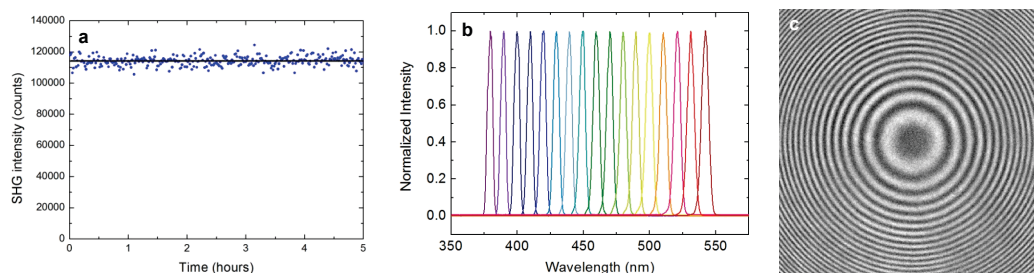 a
140000
120000
100000
80000
60000
40000
20000
0
SHG intensity (counts)
0 1 2 3 4 5
Time (hours)
b
1.0
0.8
0.6
0.4
0.2
0.0
Normalized Intensity
350 400 450 500 550
Wavelength (nm)
c